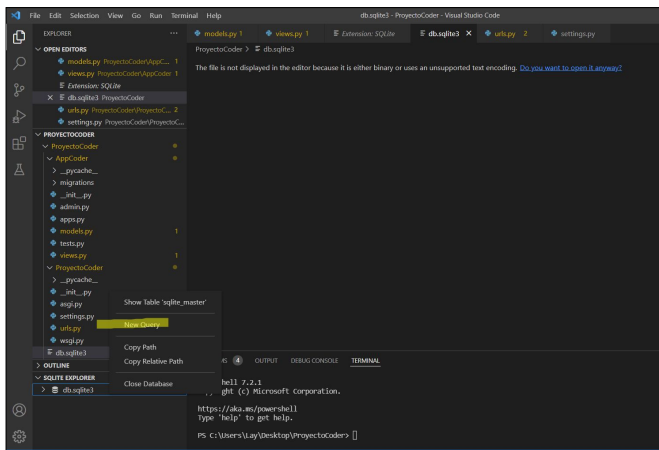 File Edit Selection View Go Run Terminal Help
db.sqlite3 - ProyectoCoder - Visual Studio Code
EXPLORER
models.py 1
views.py 1
Extension: SQLite
db.sqlite3
urls.py 2
settings.py
ProyectoCoder > db.sqlite3
The file is not displayed in the editor because it is either binary or uses an unsupported text encoding. Do you want to open it anyway?
OPEN EDITORS
models.py ProyectoCoder\AppC... 1
views.py ProyectoCoder\AppCoder 1
Extension: SQLite
db.sqlite3 ProyectoCoder
urls.py ProyectoCoder\ProyectoC... 2
settings.py ProyectoCoder\ProyectoC...
PROYECTOCODER
ProyectoCoder
AppCoder
__pycache__
migrations
__init__.py
admin.py
apps.py
models.py 1
tests.py
views.py 1
ProyectoCoder
__pycache__
__init__.py
asgi.py
settings.py
urls.py
wsgi.py
db.sqlite3
OUTLINE
SQLITE EXPLORER
db.sqlite3
Show Table 'sqlite_master'
New Query
Copy Path
Copy Relative Path
Close Database
4 OUTPUT DEBUG CONSOLE TERMINAL
hell 7.2.1
ght (c) Microsoft Corporation.
https://aka.ms/powershell
Type 'help' to get help.
PS C:\Users\Lay\Desktop\ProyectoCoder>